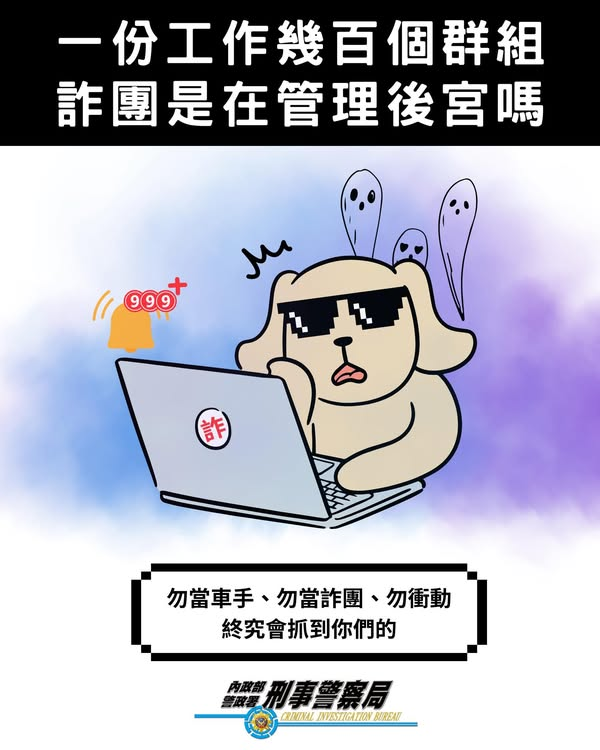 一份工作幾百個群組
詐團是在管理後宮嗎
999+
詐
勿當車手、勿當詐團、勿衝動
終究會抓到你們的
內政部
警政署
刑事警察局
CRIMINAL INVESTIGATION BUREAU